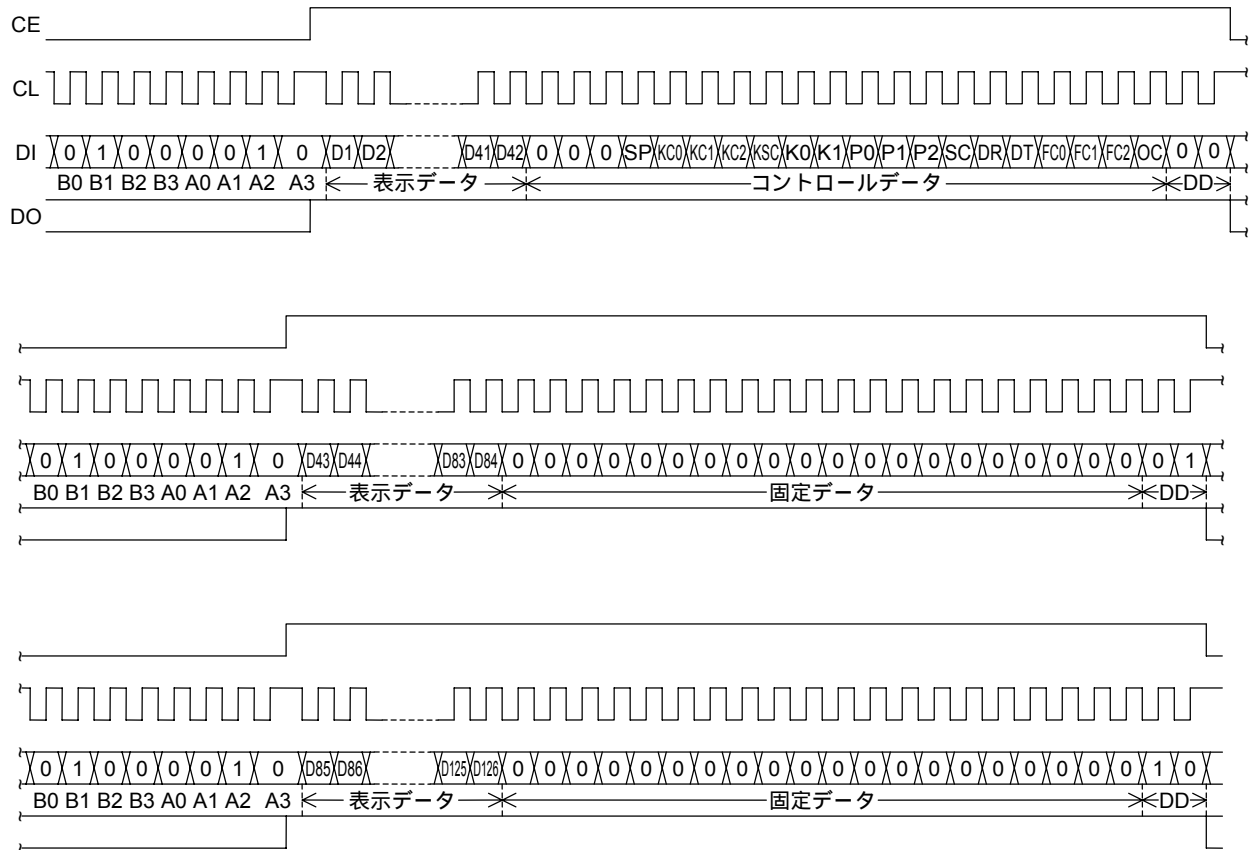 CE
CL
DI 0 1 0 0 0 0 1 0 D1 D2 D41 D42 0 0 0 SP KC0 KC1 KC2 KSC K0 K1 P0 P1 P2 SC DR DT FC0 FC1 FC2 OC 0 0
B0 B1 B2 B3 A0 A1 A2 A3 表示データ コントロールデータ DD
DO
0 1 0 0 0 0 1 0 D43 D44 D83 D84 0 0 0 0 0 0 0 0 0 0 0 0 0 0 0 0 0 0 0 0 0 1
B0 B1 B2 B3 A0 A1 A2 A3 表示データ 固定データ DD
0 1 0 0 0 0 1 0 D85 D86 D125 D126 0 0 0 0 0 0 0 0 0 0 0 0 0 0 0 0 0 0 0 0 1 0
B0 B1 B2 B3 A0 A1 A2 A3 表示データ 固定データ DD